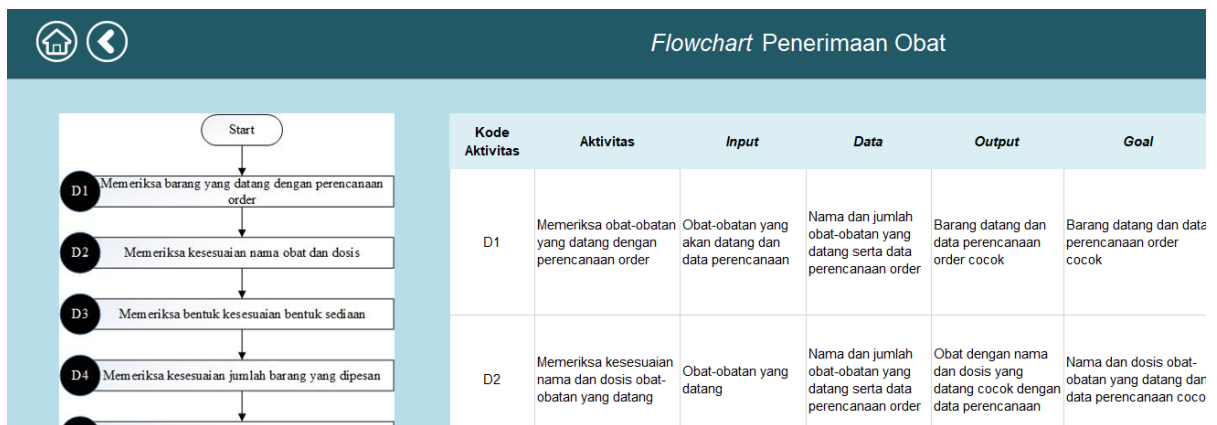 Flowchart Penerimaan Obat
Start
D1
Memeriksa barang yang datang dengan perencanaan
order
D2
Memeriksa kesesuaian nama obat dan dosis
D3
Memeriksa bentuk kesesuaian bentuk sediaan
D4
Memeriksa kesesuaian jumlah barang yang dipesan
Kode
Aktivitas
Aktivitas
Input
Data
Output
Goal
D1
Memeriksa obat-obatan
yang datang dengan
perencanaan order
Obat-obatan yang
akan datang dan
data perencanaan
Nama dan jumlah
obat-obatan yang
datang serta data
perencanaan order
Barang datang dan
data perencanaan
order cocok
Barang datang dan data
perencanaan order
cocok
D2
Memeriksa kesesuaian
nama dan dosis obat-
obatan yang datang
Obat-obatan yang
datang
Nama dan jumlah
obat-obatan yang
datang serta data
perencanaan order
Obat dengan nama
dan dosis yang
datang cocok dengan
data perencanaan
Nama dan dosis obat-
obatan yang datang dan
data perencanaan coco